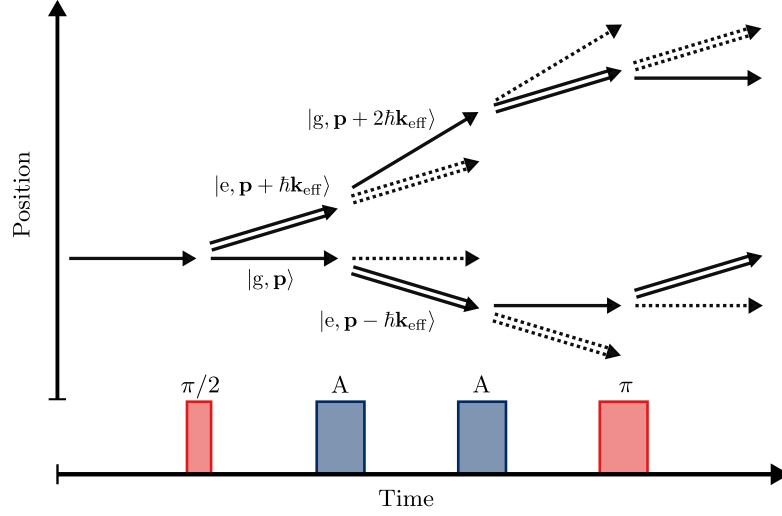 Position
|g, p + 2ħk_eff⟩
|e, p + ħk_eff⟩
|g, p⟩
|e, p − ħk_eff⟩
π/2
A
A
π
Time